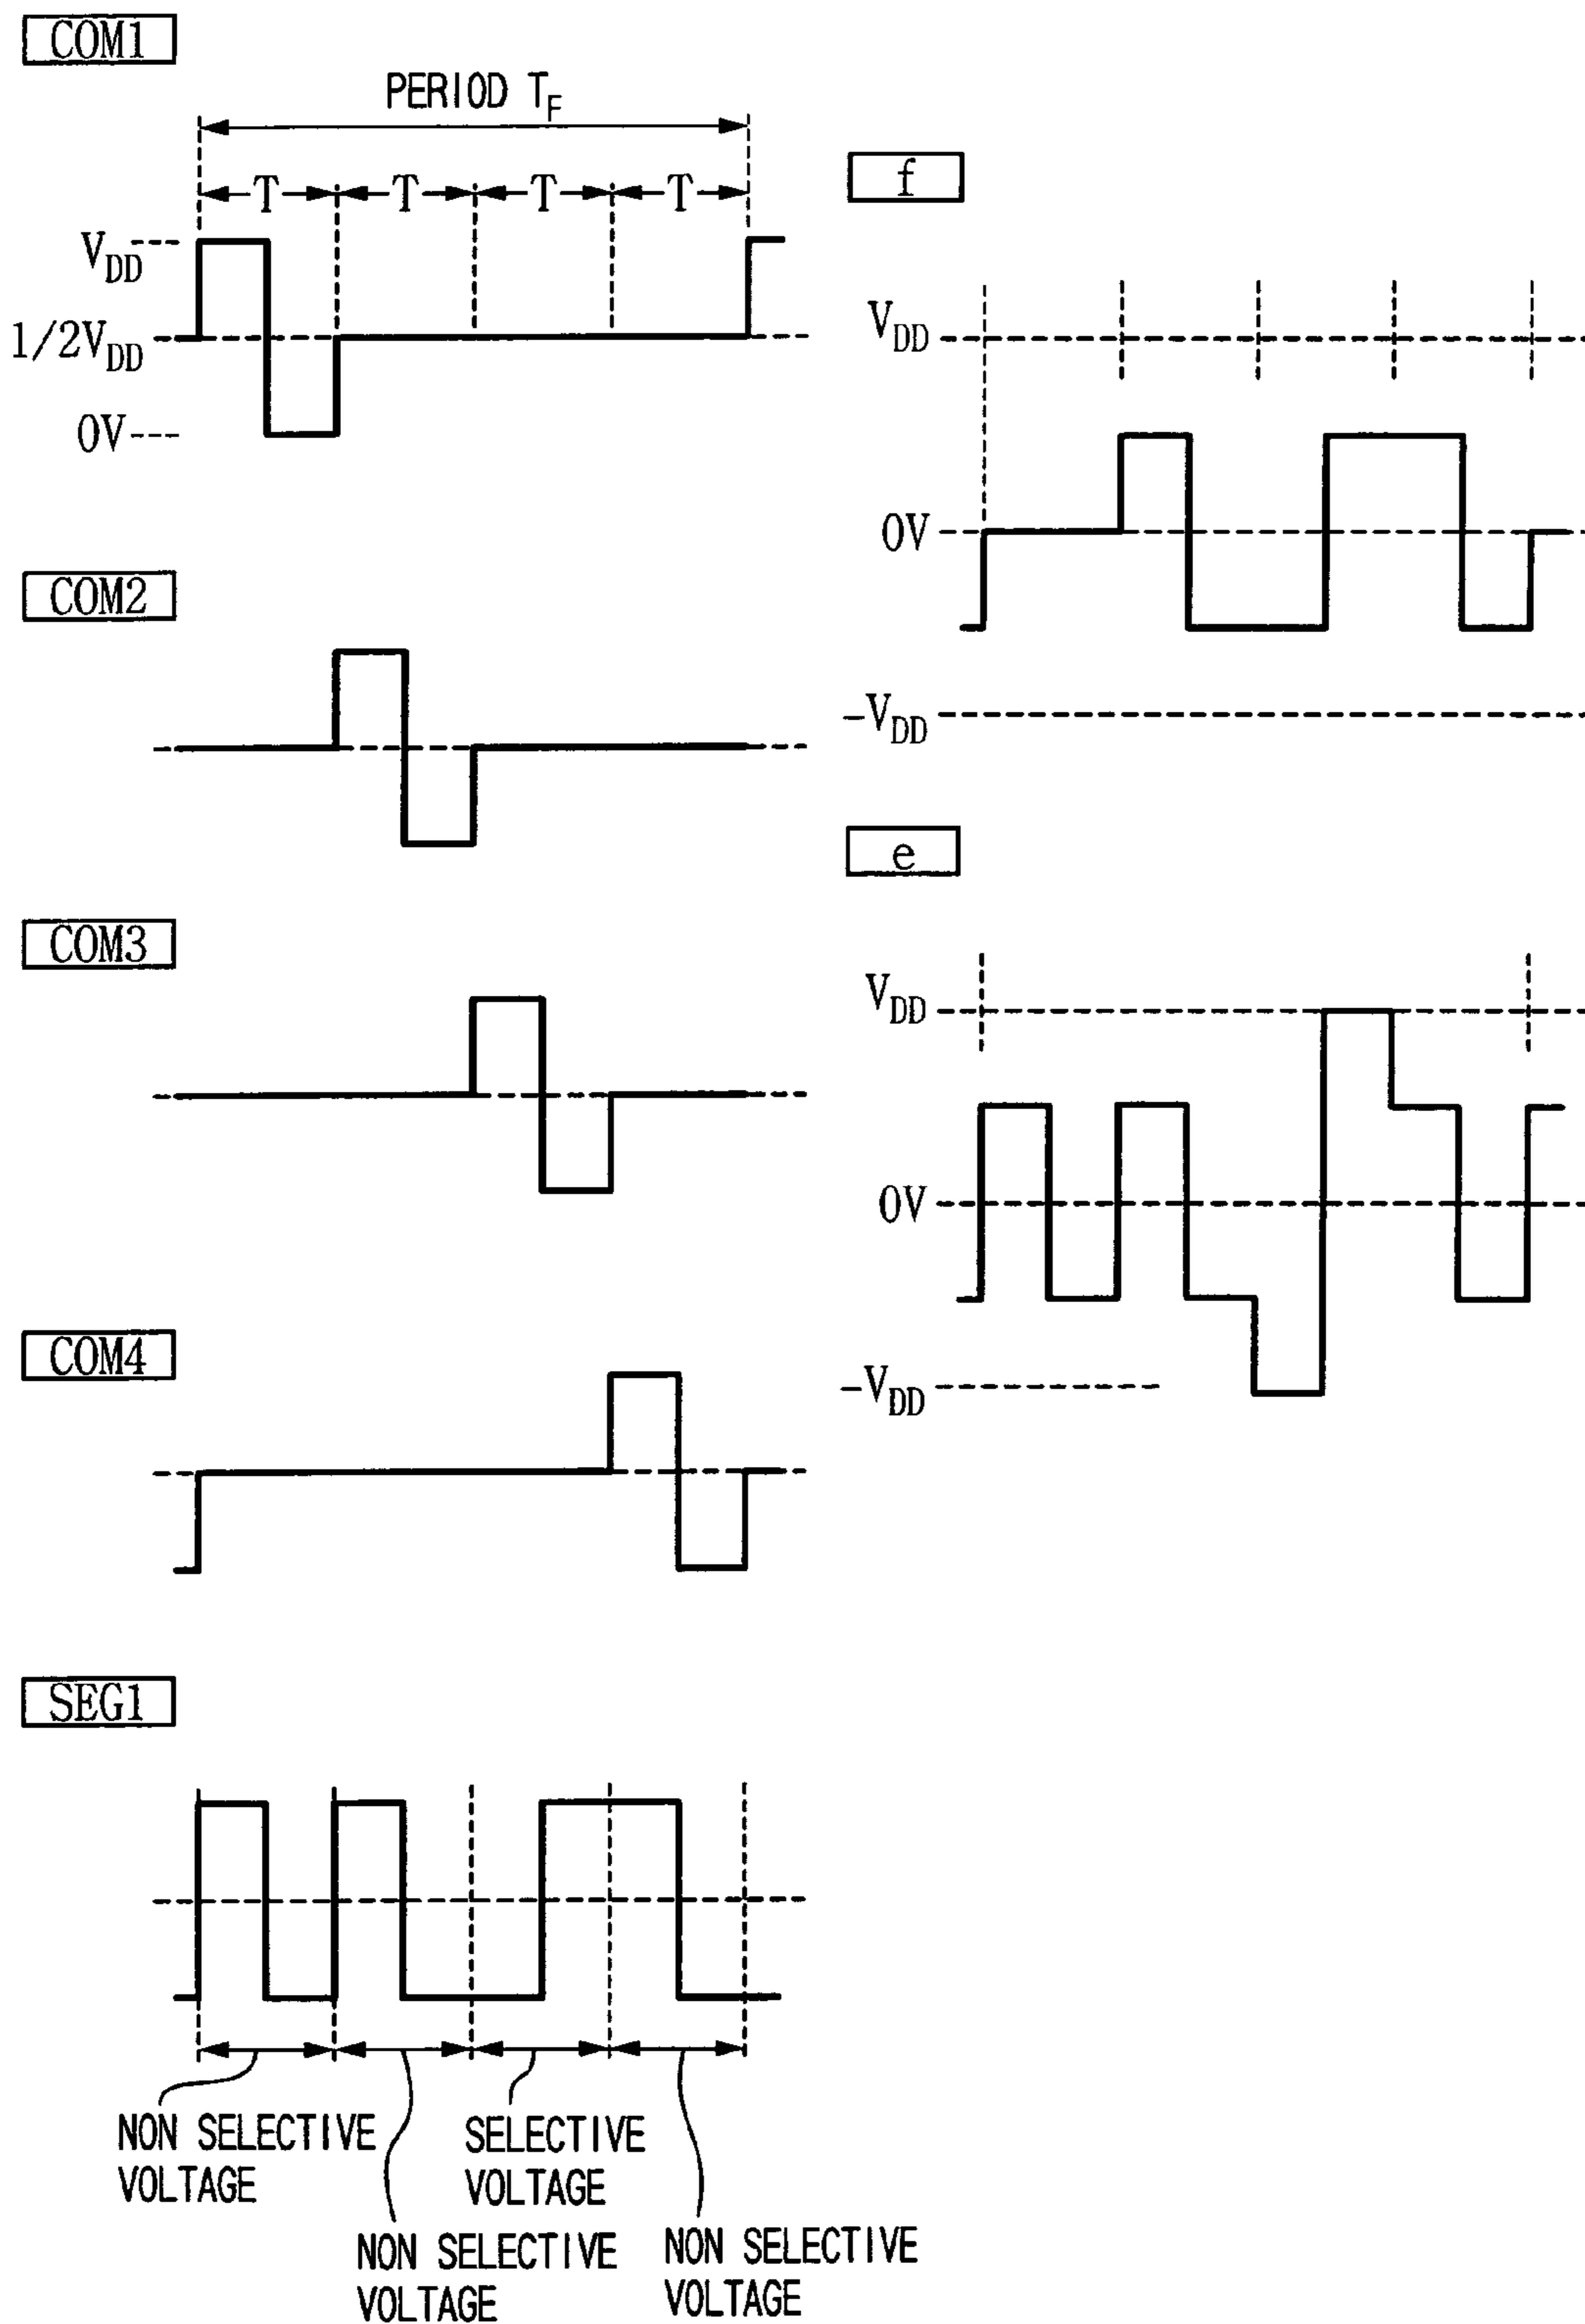 COM1
PERIOD TF
T T T T
VDD
1/2VDD
0V
COM2
COM3
COM4
SEG1
NON SELECTIVE
VOLTAGE
NON SELECTIVE
VOLTAGE
SELECTIVE
VOLTAGE
NON SELECTIVE
VOLTAGE
f
VDD
0V
-VDD
e
VDD
0V
-VDD